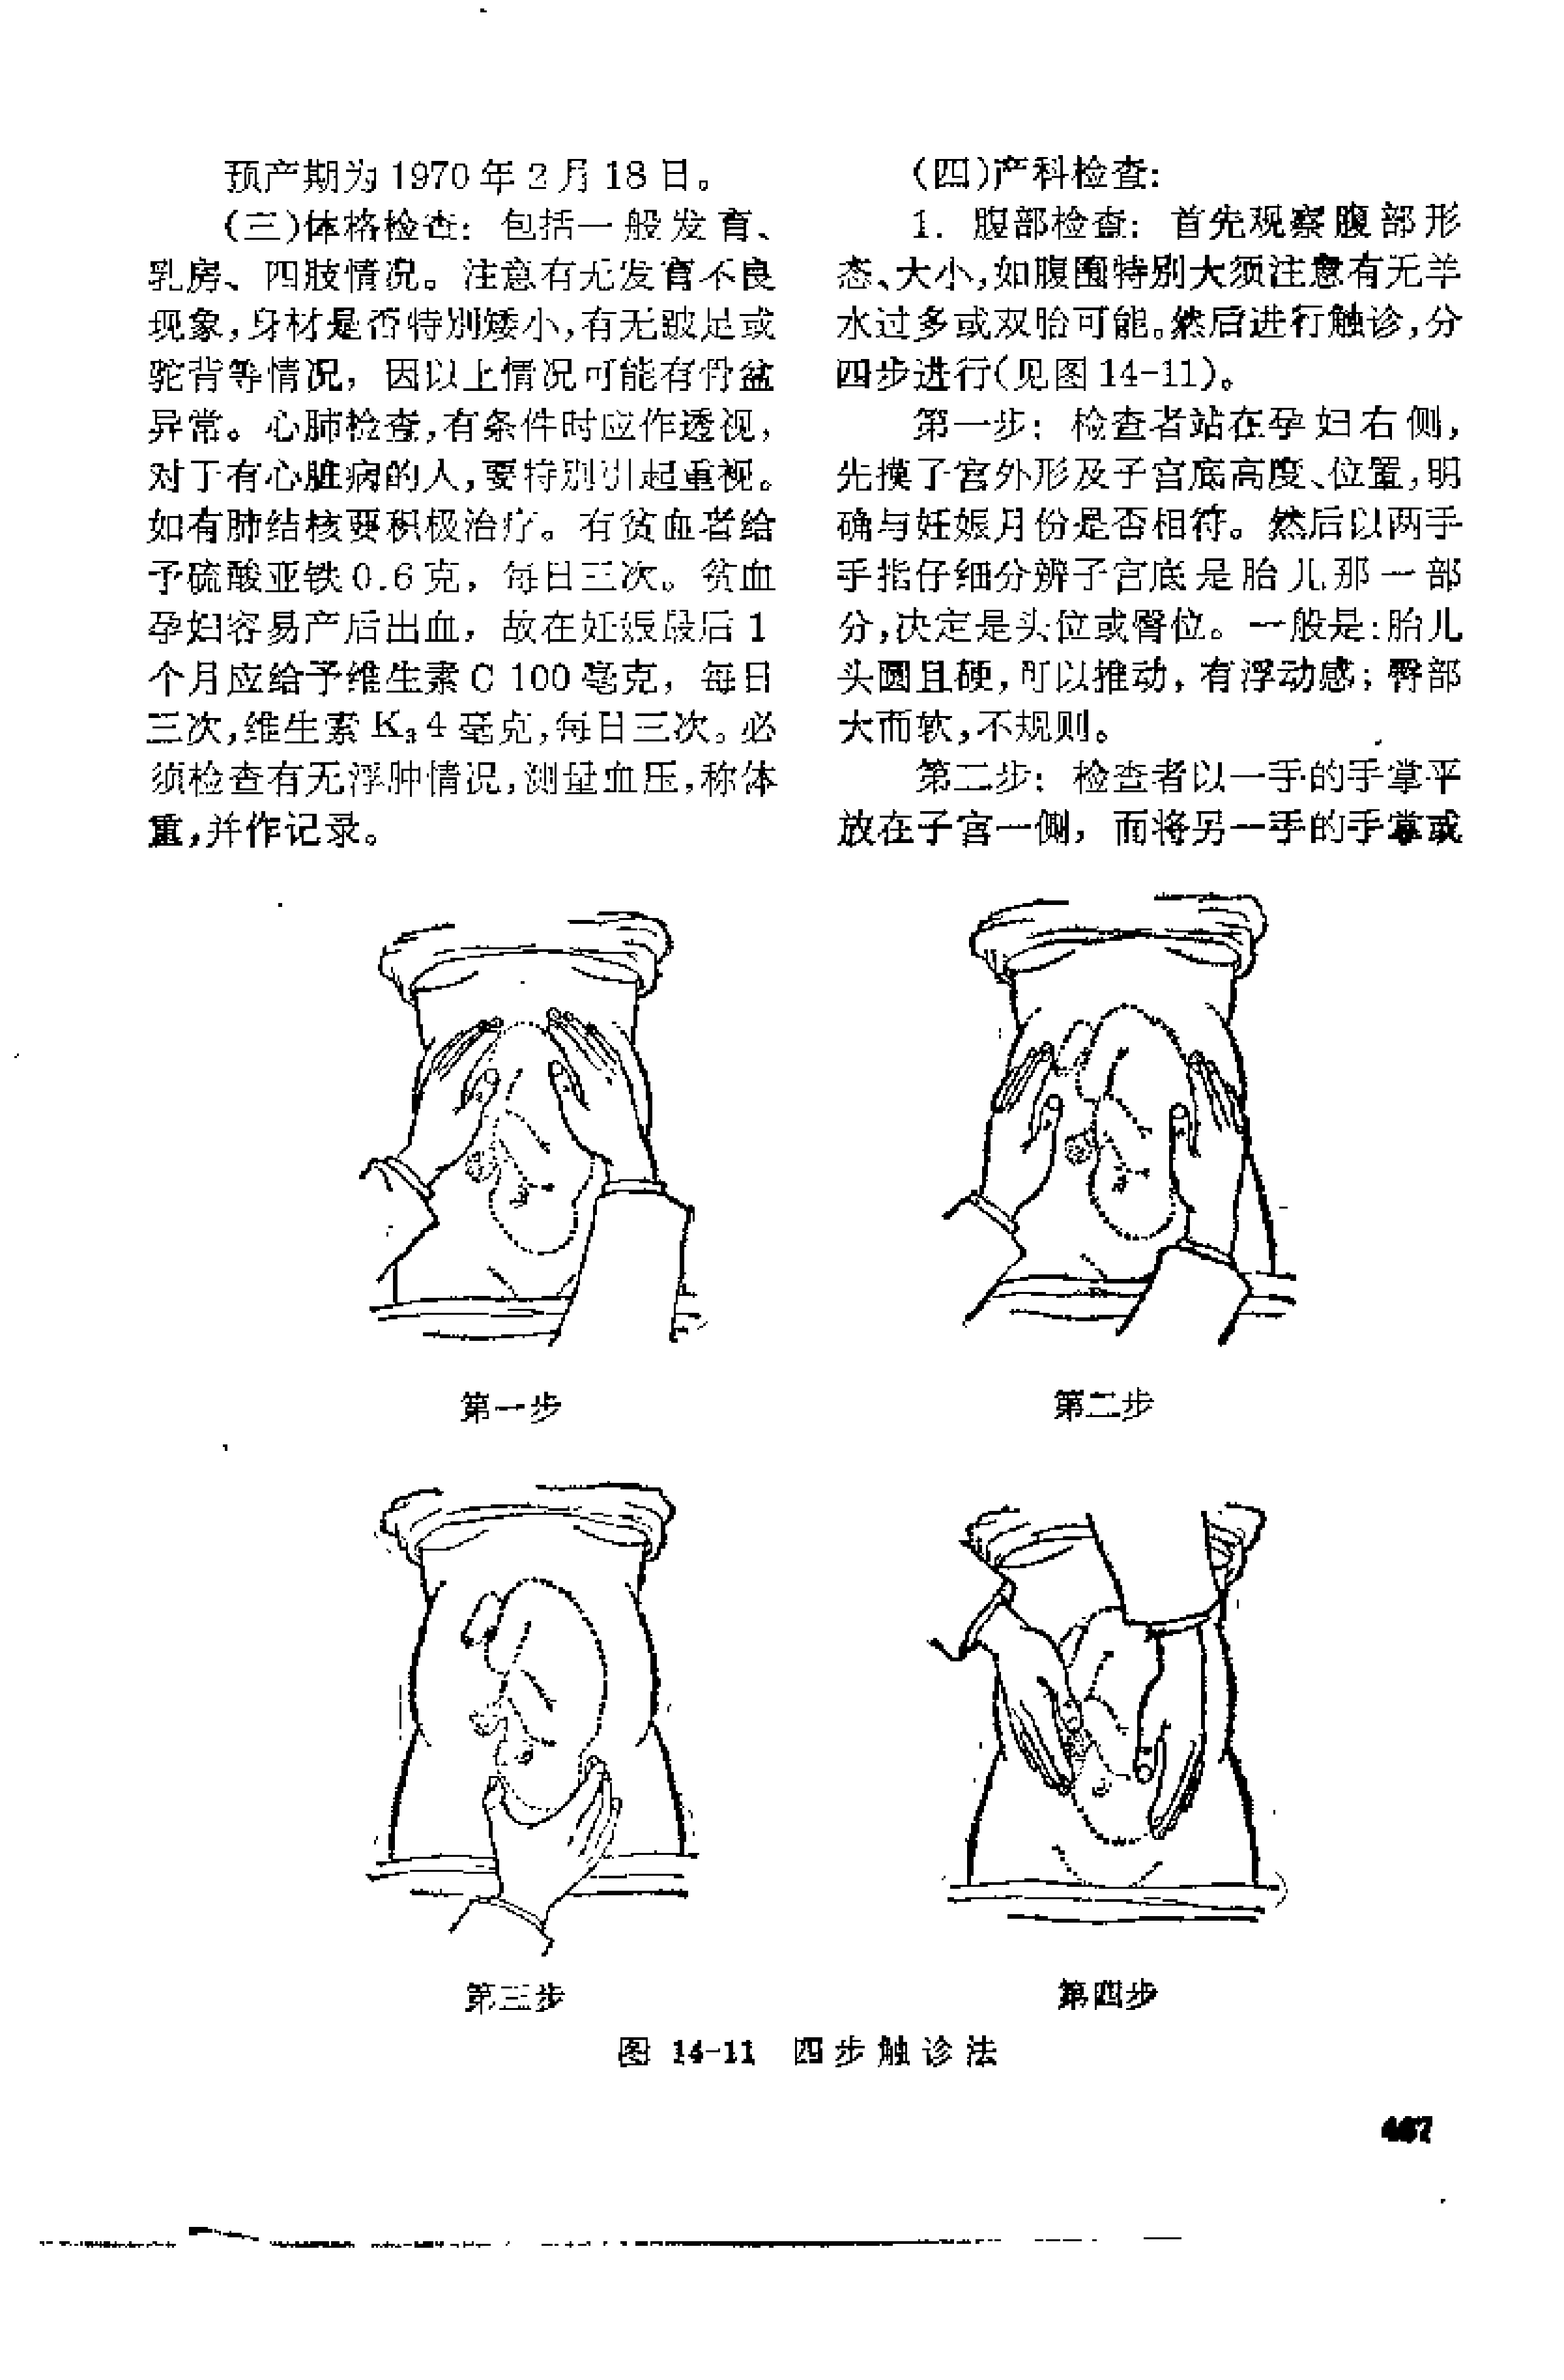 预产期为1970年2月18日。
(三)体格检查: 包括一般发育、
乳房、四肢情况。注意有无发育不良
现象,身材是否特别矮小,有无跛足或
驼背等情况, 因以上情况可能有骨盆
异常。心肺检查,有条件时应作透视,
对于有心脏病的人,要特别引起重视。
如有肺结核要积极治疗。有贫血者给
予硫酸亚铁0.6克, 每日三次。贫血
孕妇容易产后出血, 故在妊娠最后1
个月应给予维生素C 100毫克, 每日
三次,维生素K₃4毫克,每日三次。必
须检查有无浮肿情况,测量血压,称体
重,并作记录。
(四)产科检查:
1. 腹部检查: 首先观察腹部形
态、大小,如腹围特别大须注意有无羊
水过多或双胎可能。然后进行触诊,分
四步进行(见图14-11)。
第一步: 检查者站在孕妇右侧,
先摸子宫外形及子宫底高度、位置,明
确与妊娠月份是否相符。然后以两手
手指仔细分辨子宫底是胎儿那一部
分,决定是头位或臀位。一般是:胎儿
头圆且硬,可以推动, 有浮动感; 臀部
大而软,不规则。
第二步: 检查者以一手的手掌平
放在子宫一侧, 而将另一手的手掌或
第一步
第二步
第三步
第四步
图 14-11 四步触诊法